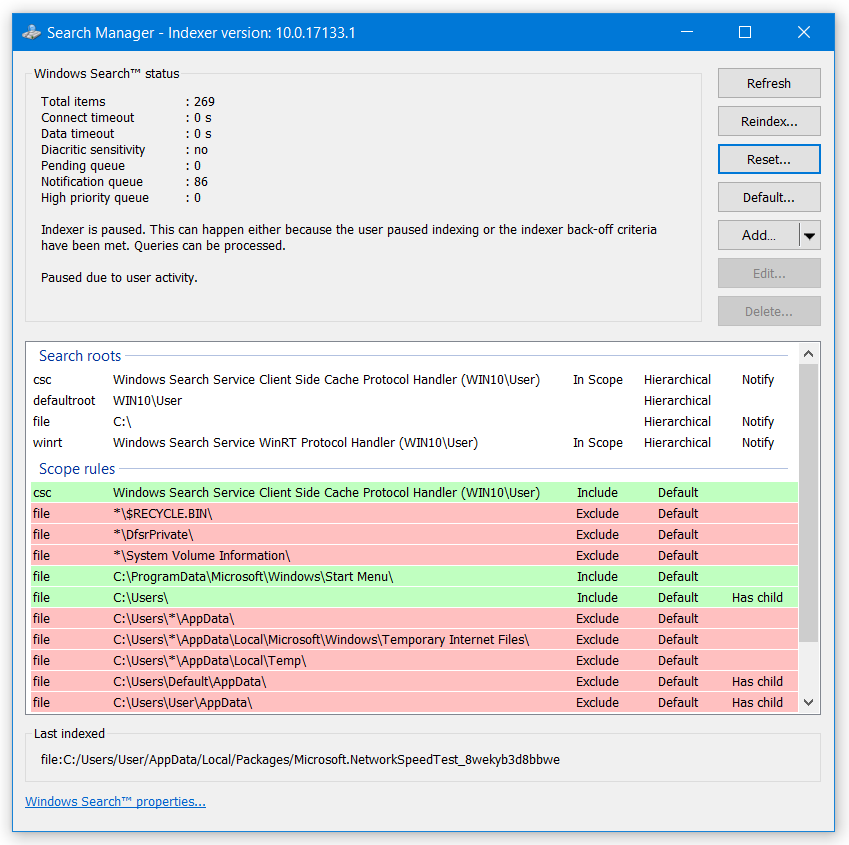 Search Manager - Indexer version: 10.0.17133.1
Windows Search™ status
Total items : 269
Connect timeout : 0 s
Data timeout : 0 s
Diacritic sensitivity : no
Pending queue : 0
Notification queue : 86
High priority queue : 0
Indexer is paused. This can happen either because the user paused indexing or the indexer back-off criteria
have been met. Queries can be processed.
Paused due to user activity.
Refresh
Reindex...
Reset...
Default...
Add...
Edit...
Delete...
Search roots
csc Windows Search Service Client Side Cache Protocol Handler (WIN10\User) In Scope Hierarchical Notify
defaultroot WIN10\User Hierarchical
file C:\ Hierarchical Notify
winrt Windows Search Service WinRT Protocol Handler (WIN10\User) In Scope Hierarchical Notify
Scope rules
csc Windows Search Service Client Side Cache Protocol Handler (WIN10\User) Include Default
file *\$RECYCLE.BIN\ Exclude Default
file *\DfsrPrivate\ Exclude Default
file *\System Volume Information\ Exclude Default
file C:\ProgramData\Microsoft\Windows\Start Menu\ Include Default
file C:\Users\ Include Default Has child
file C:\Users\*\AppData\ Exclude Default
file C:\Users\*\AppData\Local\Microsoft\Windows\Temporary Internet Files\ Exclude Default
file C:\Users\*\AppData\Local\Temp\ Exclude Default
file C:\Users\Default\AppData\ Exclude Default Has child
file C:\Users\User\AppData\ Exclude Default Has child
Last indexed
file:C:/Users/User/AppData/Local/Packages/Microsoft.NetworkSpeedTest_8wekyb3d8bbwe
Windows Search™ properties...